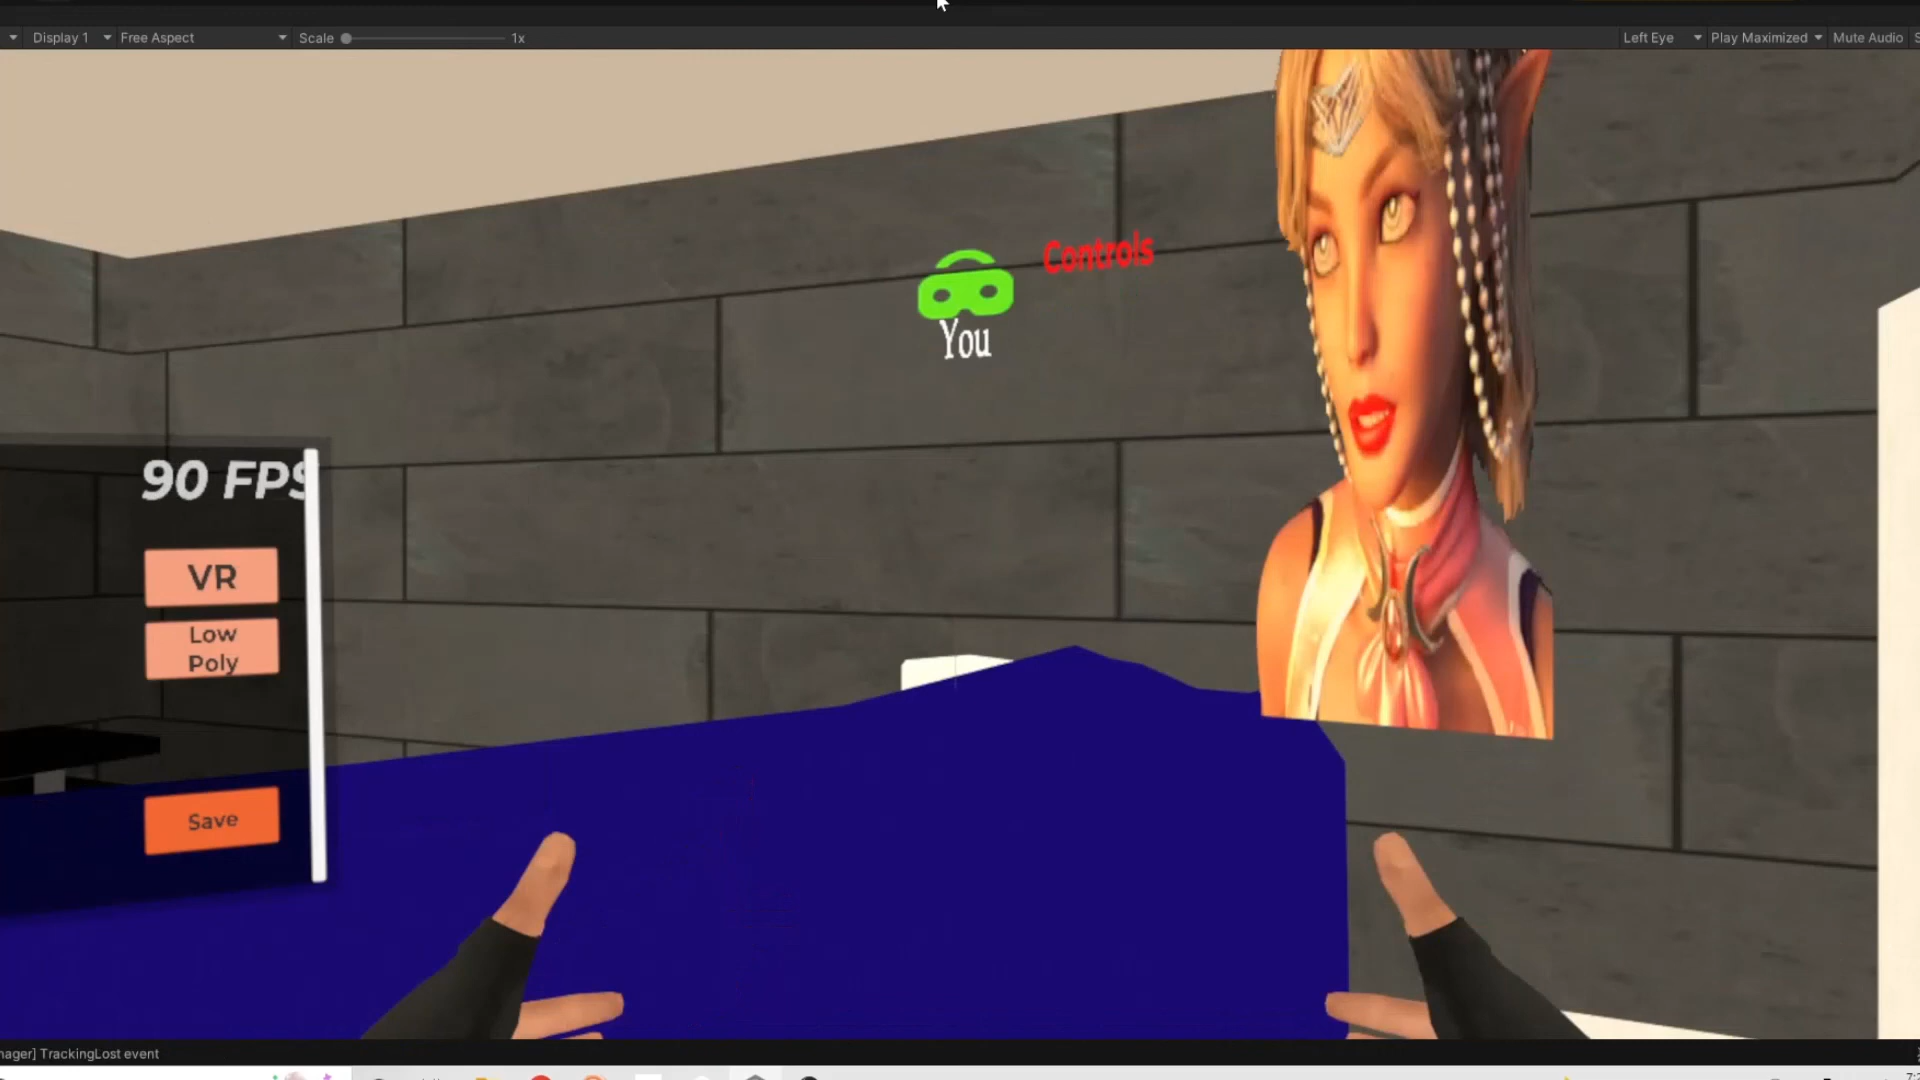 Display 1 Free Aspect Scale 1x Left Eye Play Maximized Mute Audio
Controls
You
90 FPS
VR
Low
Poly
Save
nager] TrackingLost event